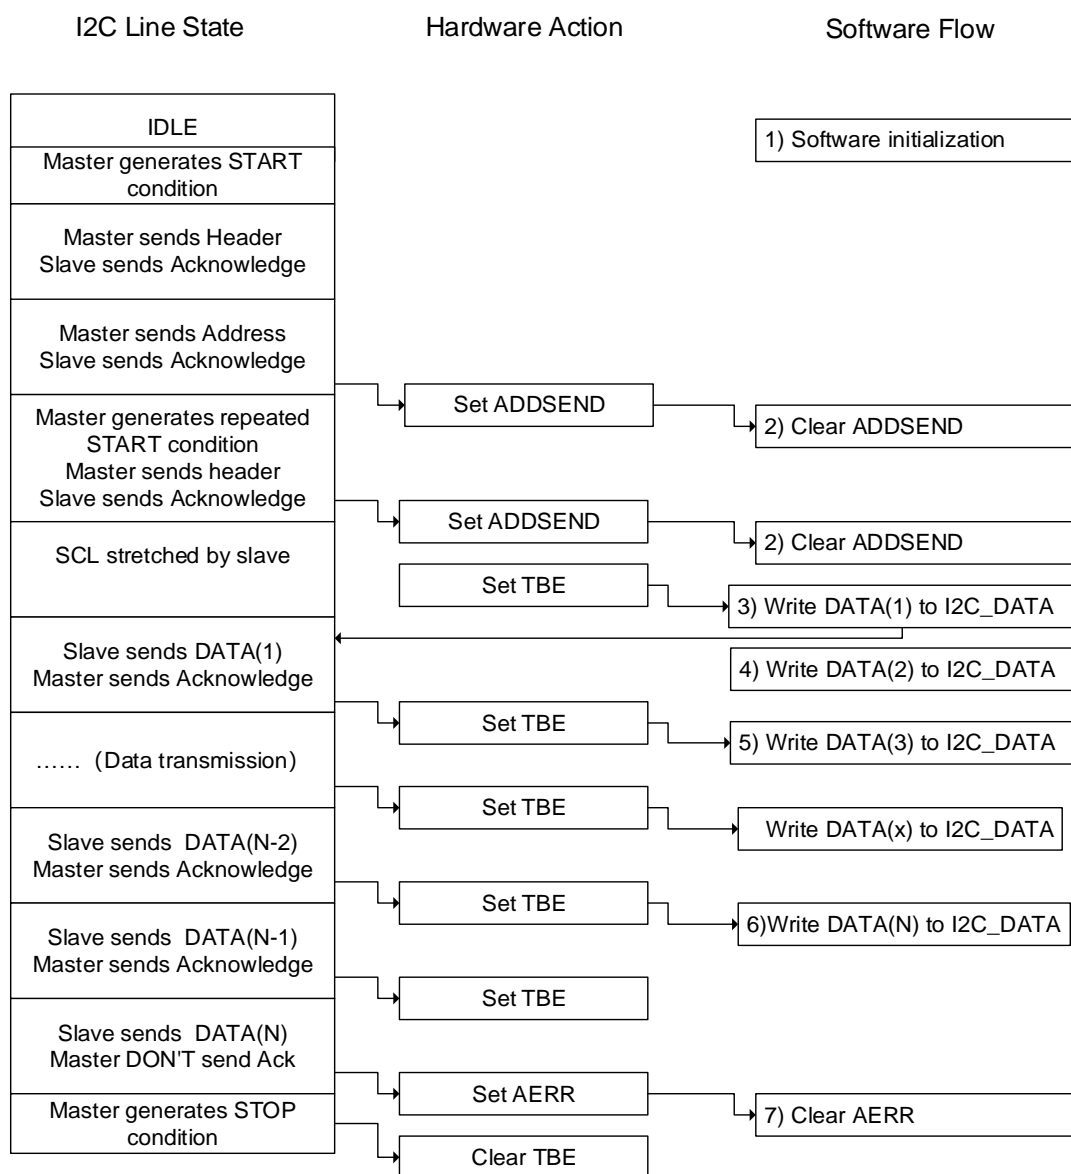 I2C Line State
Hardware Action
Software Flow
IDLE
1) Software initialization
Master generates START
condition
Master sends Header
Slave sends Acknowledge
Master sends Address
Slave sends Acknowledge
Set ADDSEND
2) Clear ADDSEND
Master generates repeated
START condition
Master sends header
Slave sends Acknowledge
Set ADDSEND
2) Clear ADDSEND
SCL stretched by slave
Set TBE
3) Write DATA(1) to I2C_DATA
Slave sends DATA(1)
Master sends Acknowledge
4) Write DATA(2) to I2C_DATA
Set TBE
5) Write DATA(3) to I2C_DATA
…… (Data transmission)
Set TBE
Write DATA(x) to I2C_DATA
Slave sends DATA(N-2)
Master sends Acknowledge
Set TBE
6)Write DATA(N) to I2C_DATA
Slave sends DATA(N-1)
Master sends Acknowledge
Set TBE
Slave sends DATA(N)
Master DON'T send Ack
Set AERR
7) Clear AERR
Master generates STOP
condition
Clear TBE